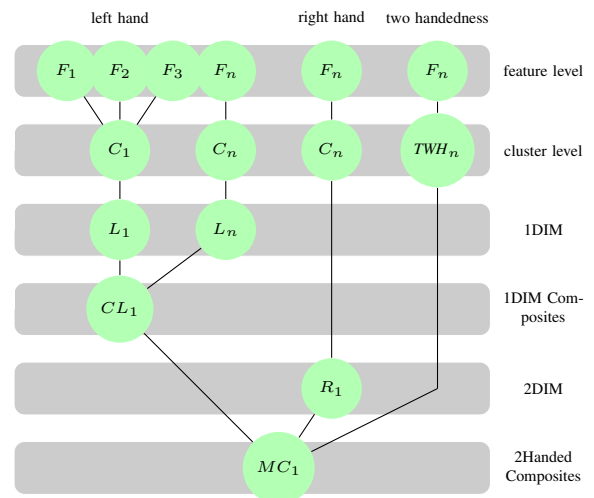 left hand right hand two handedness
F1 F2 F3 Fn Fn Fn feature level
C1 Cn Cn TWHn cluster level
L1 Ln 1DIM
CL1 1DIM Com-
posites
R1 2DIM
MC1 2Handed
Composites